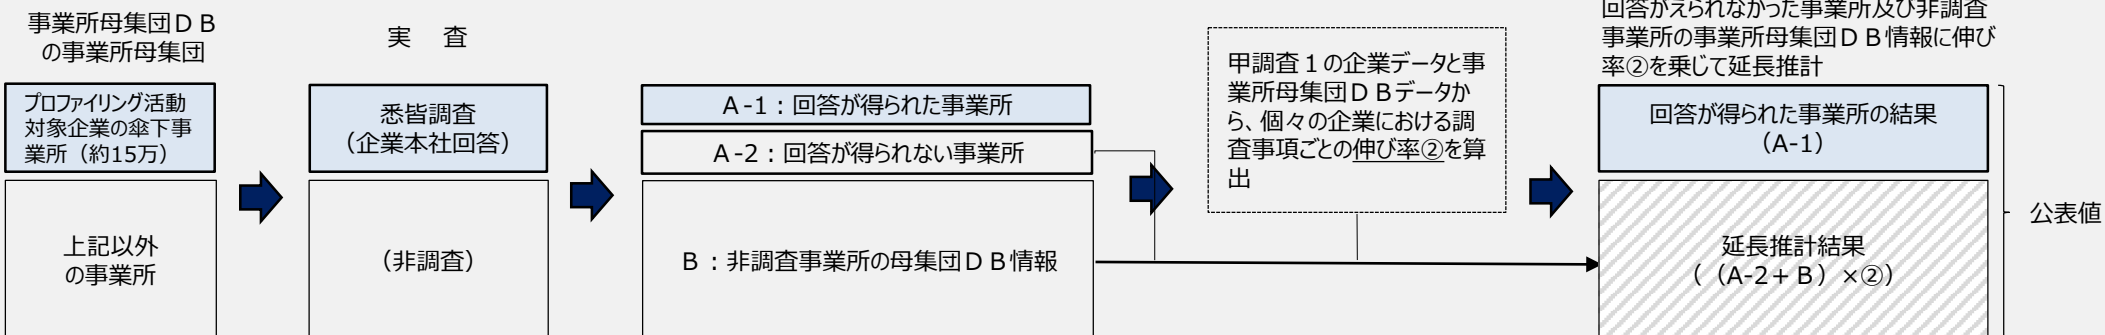 事業所母集団ＤＢ
の事業所母集団
プロファイリング活動
対象企業の傘下事
業所（約15万）
上記以外
の事業所
実　査
悉皆調査
（企業本社回答）
（非調査）
Ａ-1：回答が得られた事業所
Ａ-2：回答が得られない事業所
Ｂ：非調査事業所の母集団ＤＢ情報
甲調査１の企業データと事
業所母集団ＤＢデータか
ら、個々の企業における調
査事項ごとの伸び率②を算
出
回答がえられなかった事業所及び非調査
事業所の事業所母集団ＤＢ情報に伸び
率②を乗じて延長推計
回答が得られた事業所の結果
（A-1）
延長推計結果
（（A-2＋Ｂ）×②）
公表値